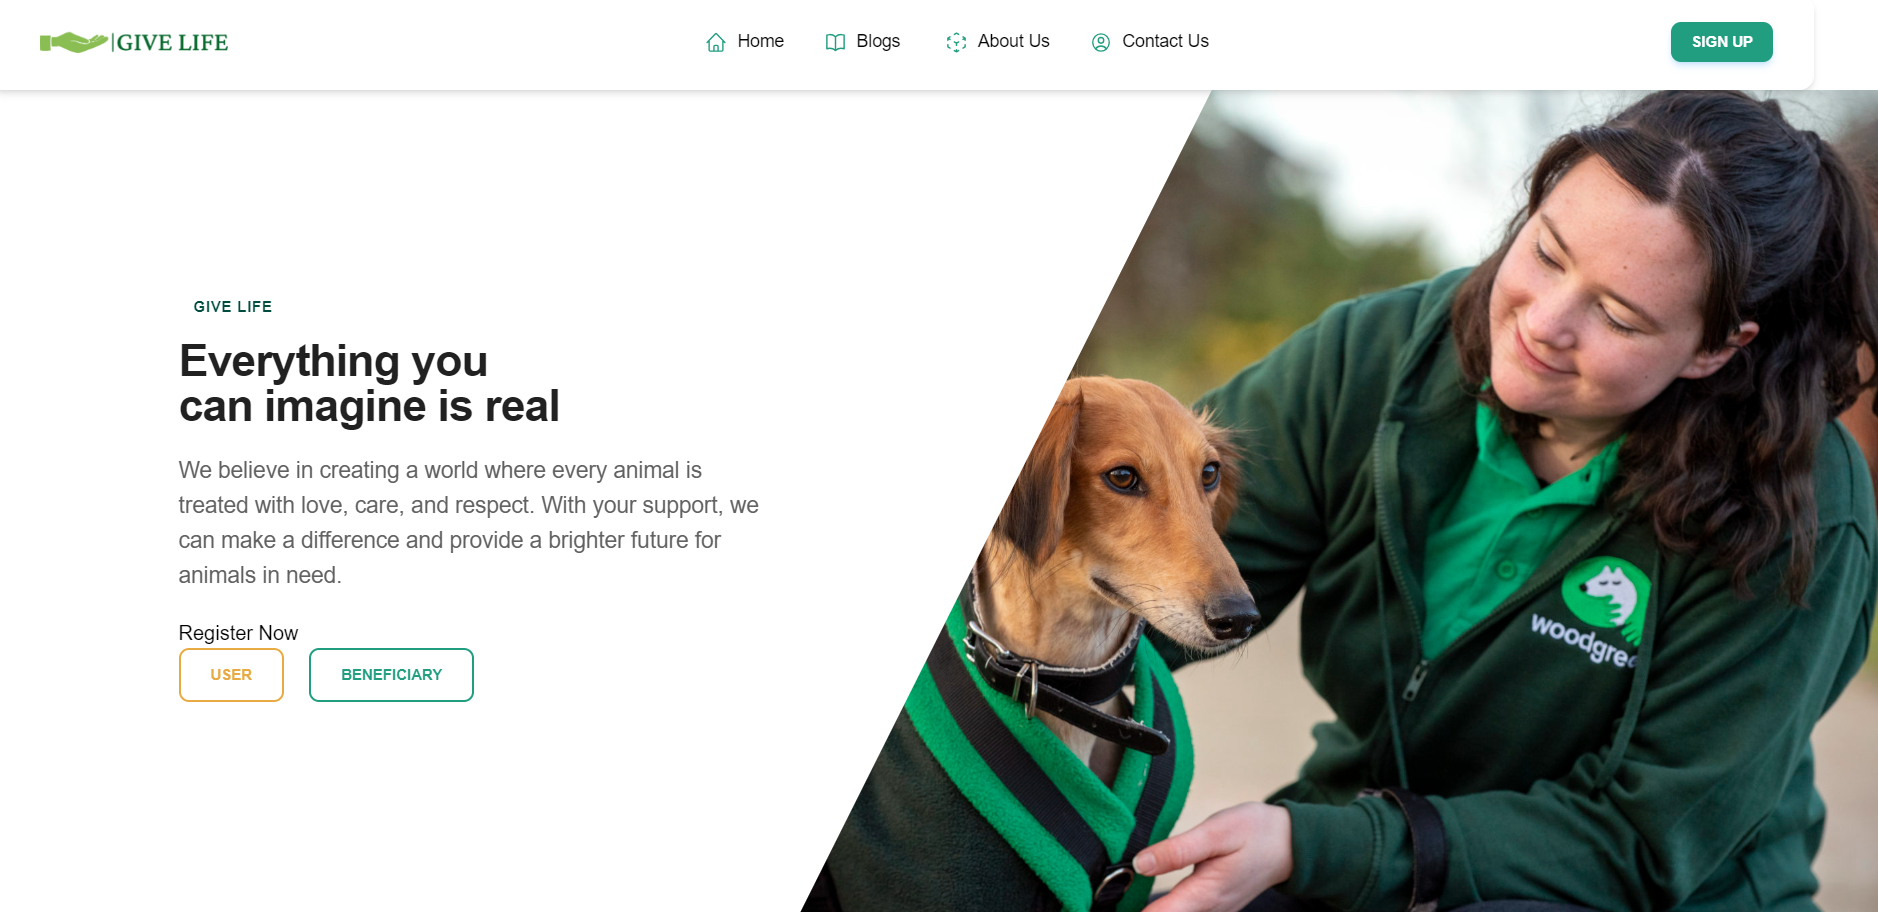 GIVE LIFE
Home
Blogs
About Us
Contact Us
SIGN UP
GIVE LIFE
Everything you
can imagine is real
We believe in creating a world where every animal is
treated with love, care, and respect. With your support, we
can make a difference and provide a brighter future for
animals in need.
Register Now
USER
BENEFICIARY
woodgre